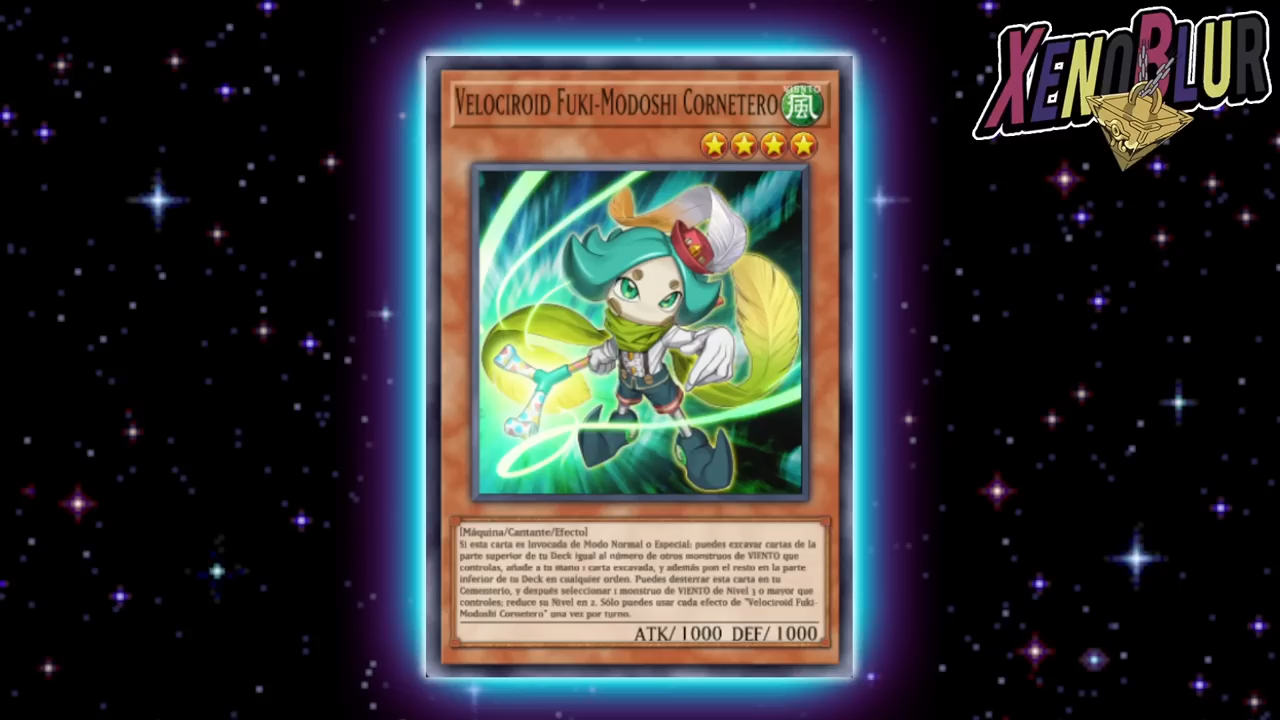 XENOBLUR
VELOCIROID FUKI-MODOSHI CORNETERO
VIENTO
風
[Máquina/Cantante/Efecto]
Si esta carta es Invocada de Modo Normal o Especial: puedes excavar cartas de la
parte superior de tu Deck igual al número de otros monstruos de VIENTO que
controlas, añade a tu mano 1 carta excavada, y además pon el resto en la parte
inferior de tu Deck en cualquier orden. Puedes desterrar esta carta en tu
Cementerio, y después seleccionar 1 monstruo de VIENTO de Nivel 3 o mayor que
controles; reduce su Nivel en 2. Sólo puedes usar cada efecto de "Velociroid Fuki-
Modoshi Cornetero" una vez por turno.
ATK/ 1000 DEF/ 1000